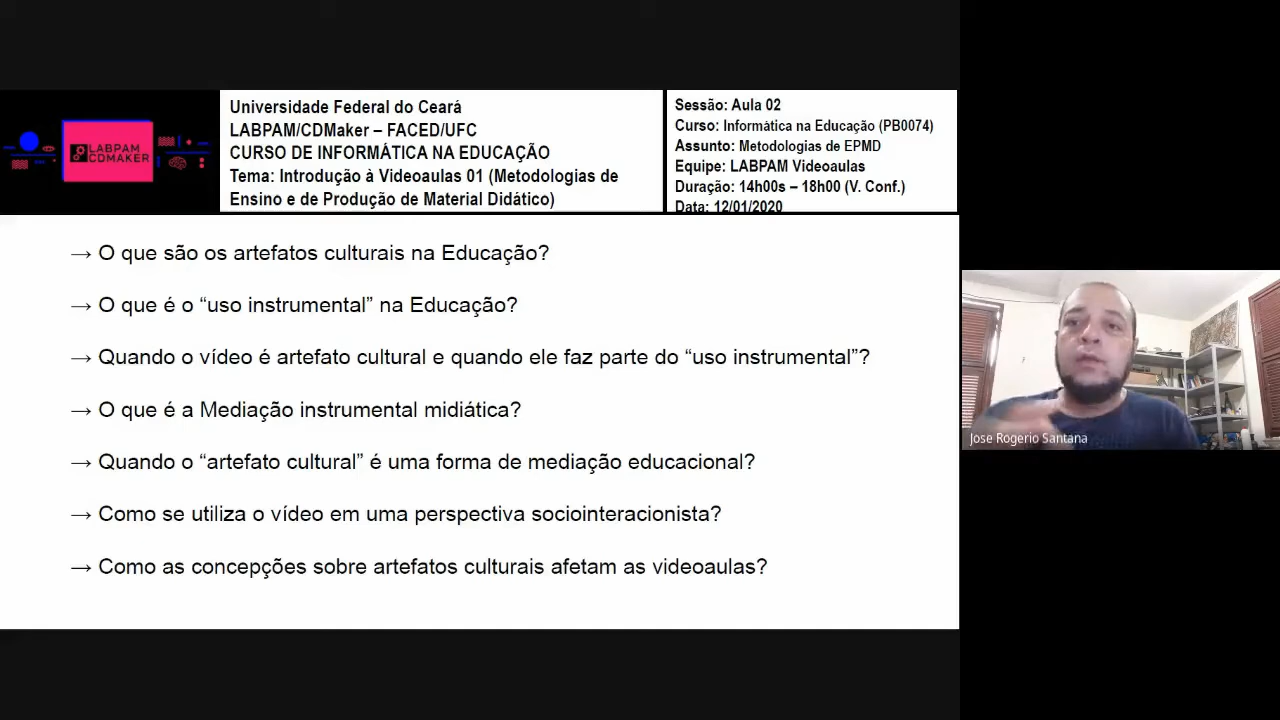 LABPAM
CDMAKER
Universidade Federal do Ceará
LABPAM/CDMaker – FACED/UFC
CURSO DE INFORMÁTICA NA EDUCAÇÃO
Tema: Introdução à Videoaulas 01 (Metodologias de
Ensino e de Produção de Material Didático)
Sessão: Aula 02
Curso: Informática na Educação (PB0074)
Assunto: Metodologias de EPMD
Equipe: LABPAM Videoaulas
Duração: 14h00s – 18h00 (V. Conf.)
Data: 12/01/2020
→ O que são os artefatos culturais na Educação?
→ O que é o “uso instrumental” na Educação?
→ Quando o vídeo é artefato cultural e quando ele faz parte do “uso instrumental”?
→ O que é a Mediação instrumental midiática?
→ Quando o “artefato cultural” é uma forma de mediação educacional?
→ Como se utiliza o vídeo em uma perspectiva sociointeracionista?
→ Como as concepções sobre artefatos culturais afetam as videoaulas?
Jose Rogerio Santana